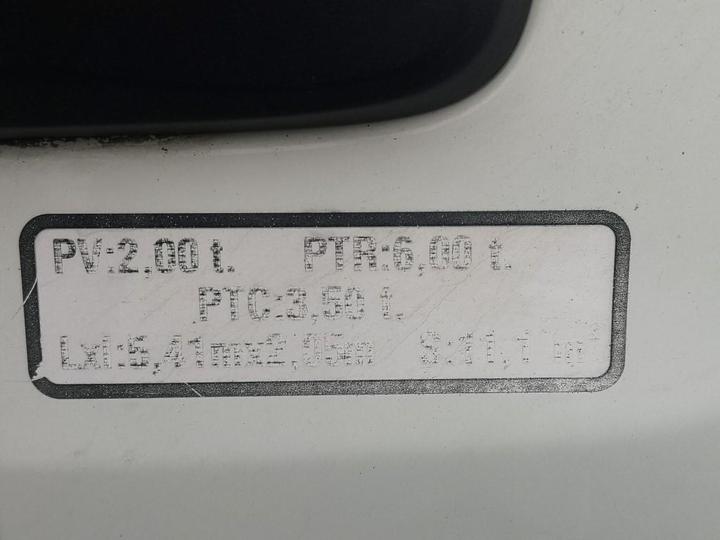 PV:2,00 t. PTR:6,00 t.
PTC:3,50 t.
Lxl:5,41mx2,05m S:11,1 m²